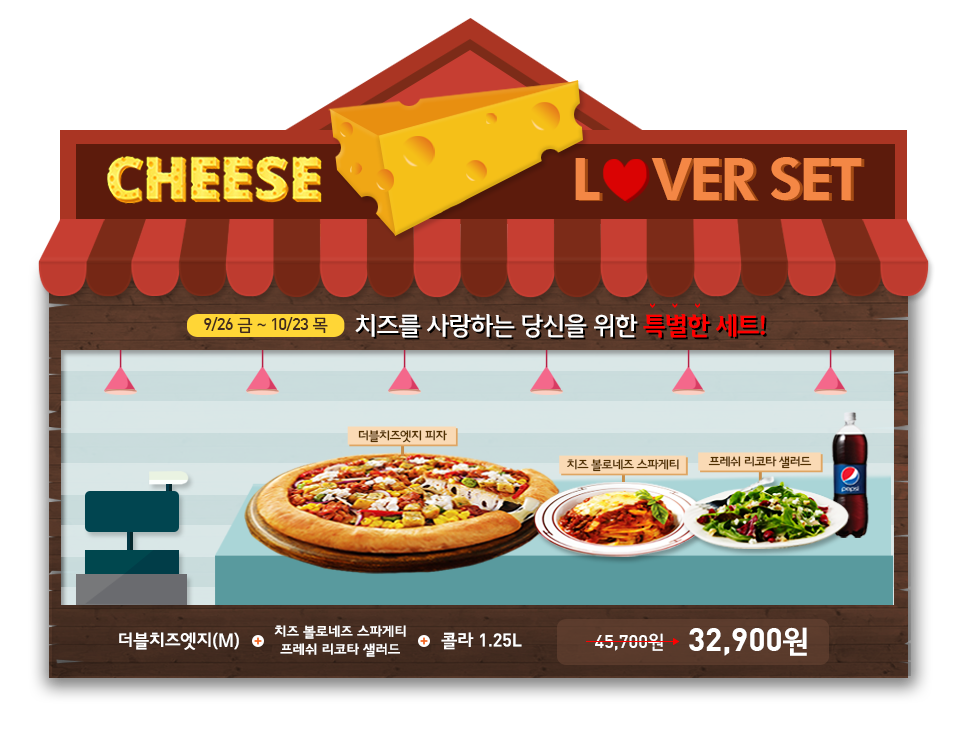 CHEESE L♥VER SET
9/26 금 ~ 10/23 목 치즈를 사랑하는 당신을 위한 특별한 세트!
더블치즈엣지 피자
치즈 볼로네즈 스파게티
프레쉬 리코타 샐러드
pepsi
더블치즈엣지(M) + 치즈 볼로네즈 스파게티
프레쉬 리코타 샐러드 + 콜라 1.25L
45,700원 ▸ 32,900원